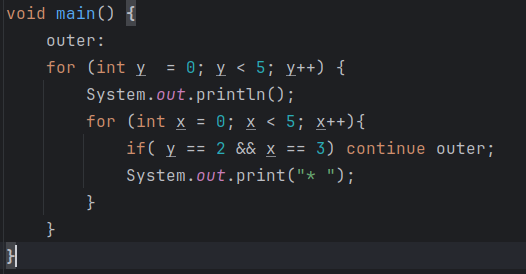 void main() {
    outer:
    for (int y  = 0; y < 5; y++) {
        System.out.println();
        for (int x = 0; x < 5; x++){
            if( y == 2 && x == 3) continue outer;
            System.out.print("* ");
        }
    }
}